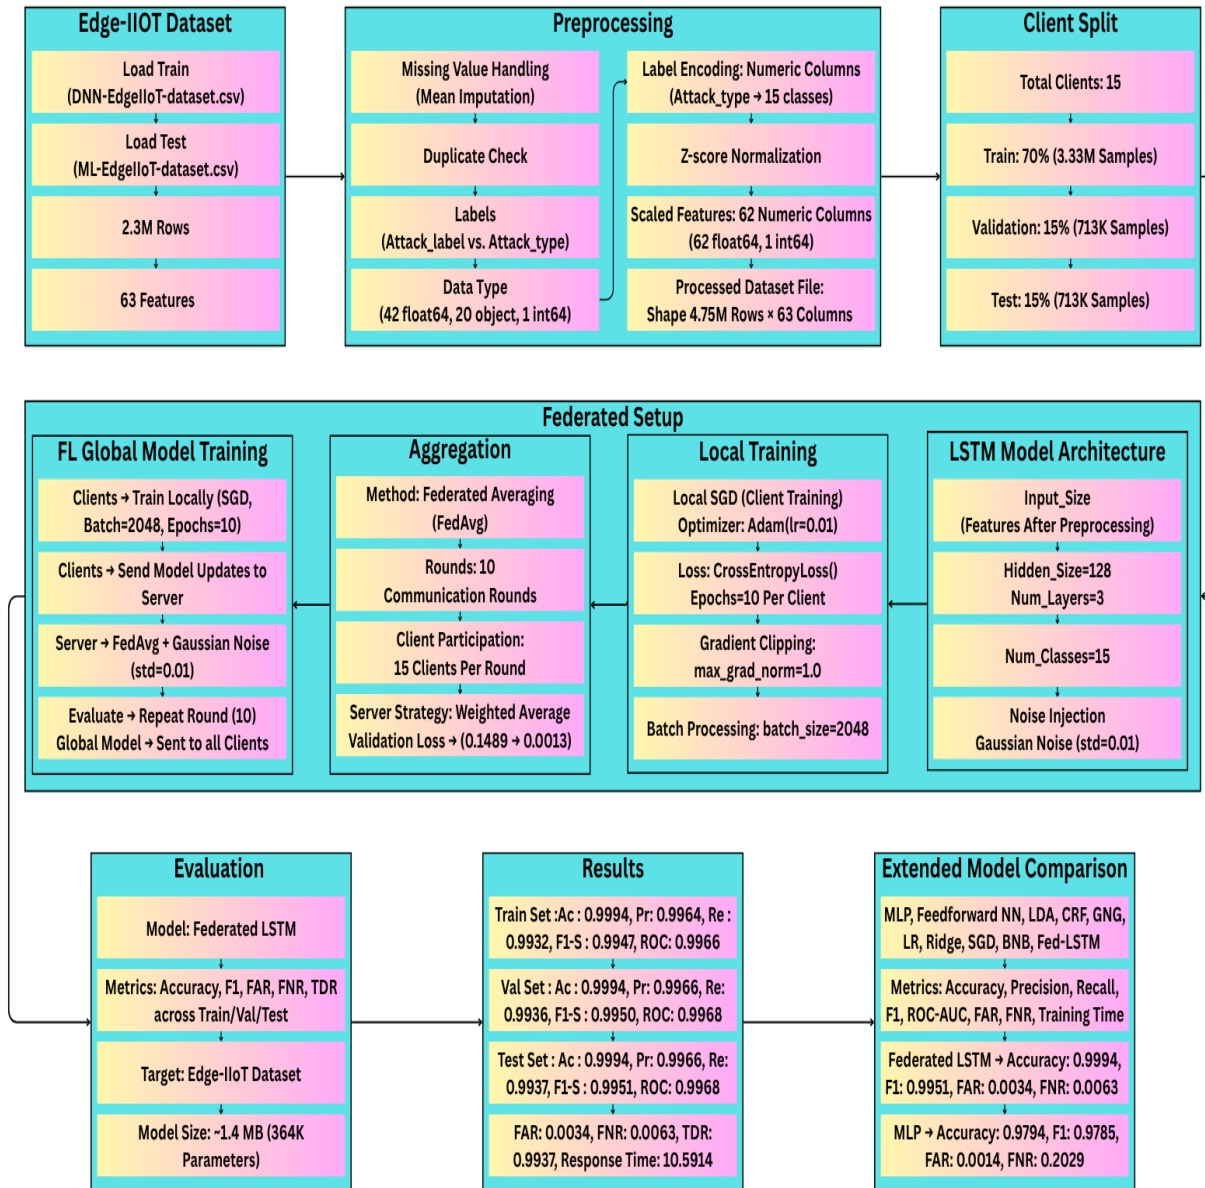 Edge-IIOT Dataset
Load Train
(DNN-EdgeIIoT-dataset.csv)
Load Test
(ML-EdgeIIoT-dataset.csv)
2.3M Rows
63 Features
Preprocessing
Missing Value Handling
(Mean Imputation)
Duplicate Check
Labels
(Attack_label vs. Attack_type)
Data Type
(42 float64, 20 object, 1 int64)
Label Encoding: Numeric Columns
(Attack_type → 15 classes)
Z-score Normalization
Scaled Features: 62 Numeric Columns
(62 float64, 1 int64)
Processed Dataset File:
Shape 4.75M Rows × 63 Columns
Client Split
Total Clients: 15
Train: 70% (3.33M Samples)
Validation: 15% (713K Samples)
Test: 15% (713K Samples)
Federated Setup
FL Global Model Training
Clients → Train Locally (SGD,
Batch=2048, Epochs=10)
Clients → Send Model Updates to
Server
Server → FedAvg + Gaussian Noise
(std=0.01)
Evaluate → Repeat Round (10)
Global Model → Sent to all Clients
Aggregation
Method: Federated Averaging
(FedAvg)
Rounds: 10
Communication Rounds
Client Participation:
15 Clients Per Round
Server Strategy: Weighted Average
Validation Loss → (0.1489 → 0.0013)
Local Training
Local SGD (Client Training)
Optimizer: Adam(lr=0.01)
Loss: CrossEntropyLoss()
Epochs=10 Per Client
Gradient Clipping:
max_grad_norm=1.0
Batch Processing: batch_size=2048
LSTM Model Architecture
Input_Size
(Features After Preprocessing)
Hidden_Size=128
Num_Layers=3
Num_Classes=15
Noise Injection
Gaussian Noise (std=0.01)
Evaluation
Model: Federated LSTM
Metrics: Accuracy, F1, FAR, FNR, TDR
across Train/Val/Test
Target: Edge-IIoT Dataset
Model Size: ~1.4 MB (364K
Parameters)
Results
Train Set :Ac : 0.9994, Pr: 0.9964, Re :
0.9932, F1-S : 0.9947, ROC: 0.9966
Val Set : Ac : 0.9994, Pr: 0.9966, Re:
0.9936, F1-S : 0.9950, ROC: 0.9968
Test Set : Ac : 0.9994, Pr: 0.9966, Re:
0.9937, F1-S : 0.9951, ROC: 0.9968
FAR: 0.0034, FNR: 0.0063, TDR:
0.9937, Response Time: 10.5914
Extended Model Comparison
MLP, Feedforward NN, LDA, CRF, GNG,
LR, Ridge, SGD, BNB, Fed-LSTM
Metrics: Accuracy, Precision, Recall,
F1, ROC-AUC, FAR, FNR, Training Time
Federated LSTM → Accuracy: 0.9994,
F1: 0.9951, FAR: 0.0034, FNR: 0.0063
MLP → Accuracy: 0.9794, F1: 0.9785,
FAR: 0.0014, FNR: 0.2029